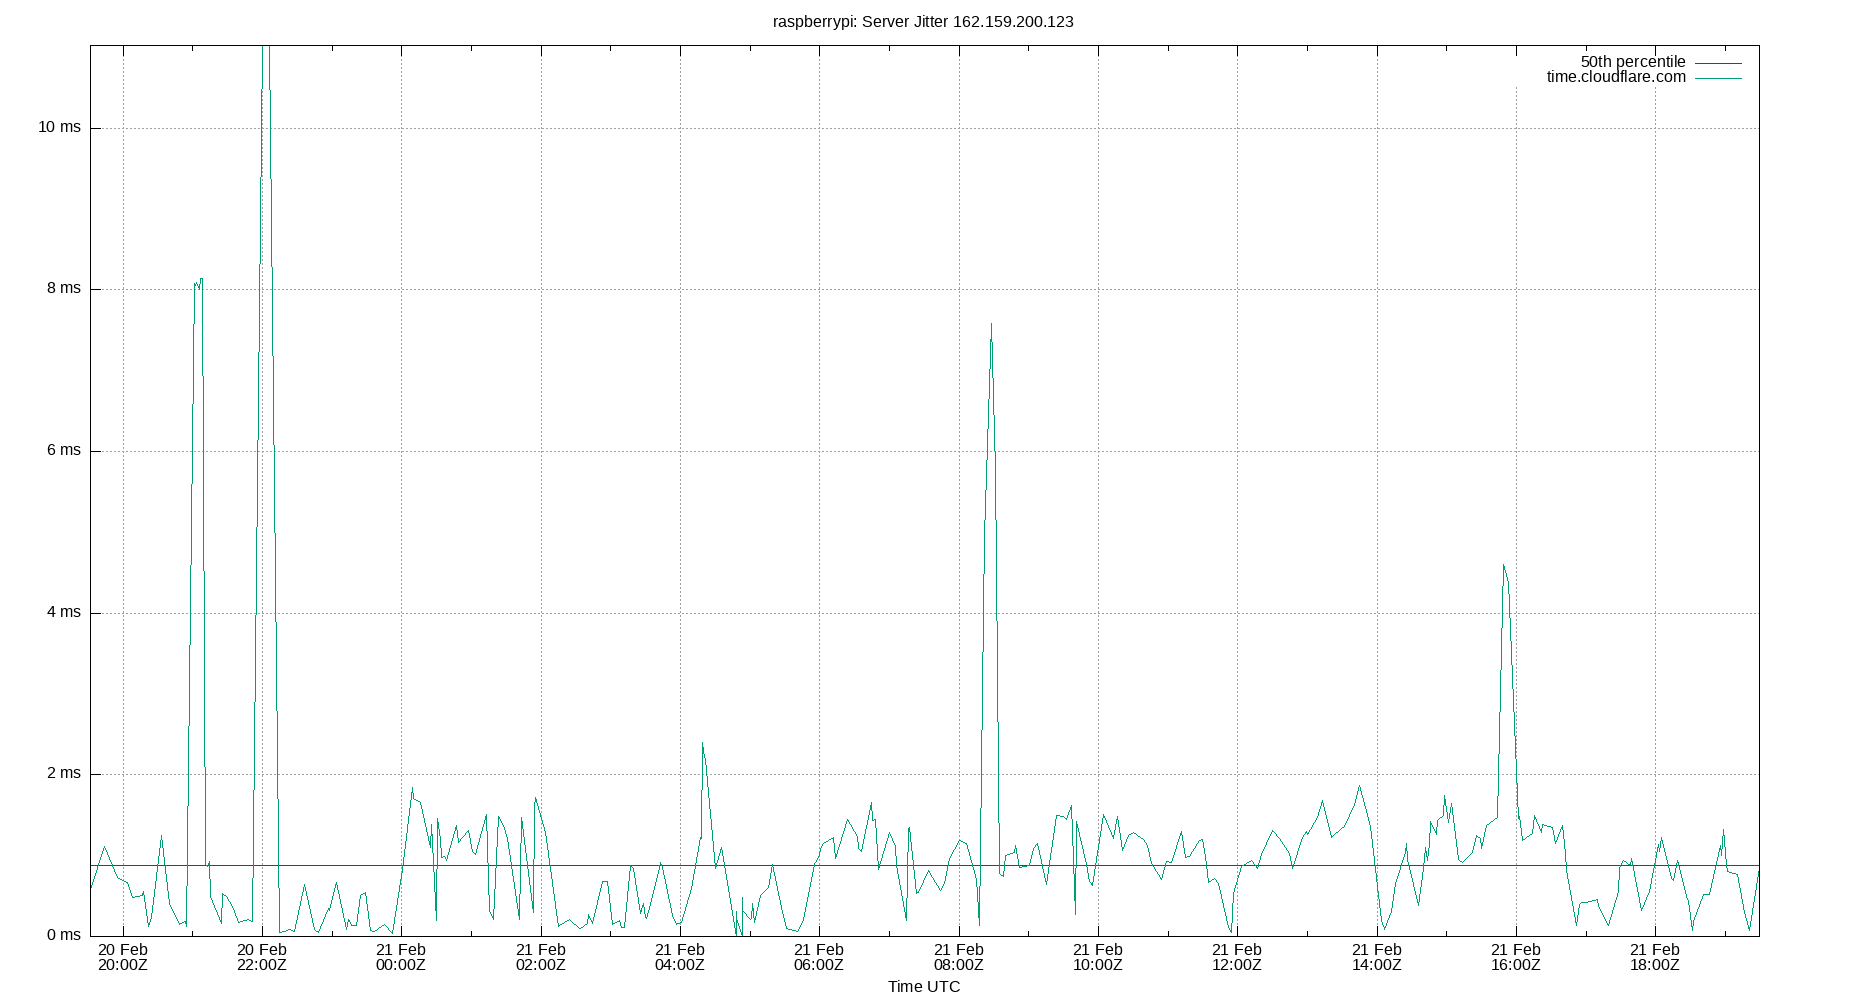 raspberrypi: Server Jitter 162.159.200.123
50th percentile
time.cloudflare.com
10 ms
8 ms
6 ms
4 ms
2 ms
0 ms
20 Feb 20 Feb 21 Feb 21 Feb 21 Feb 21 Feb 21 Feb 21 Feb 21 Feb 21 Feb 21 Feb 21 Feb
20:00Z 22:00Z 00:00Z 02:00Z 04:00Z 06:00Z 08:00Z 10:00Z 12:00Z 14:00Z 16:00Z 18:00Z
Time UTC